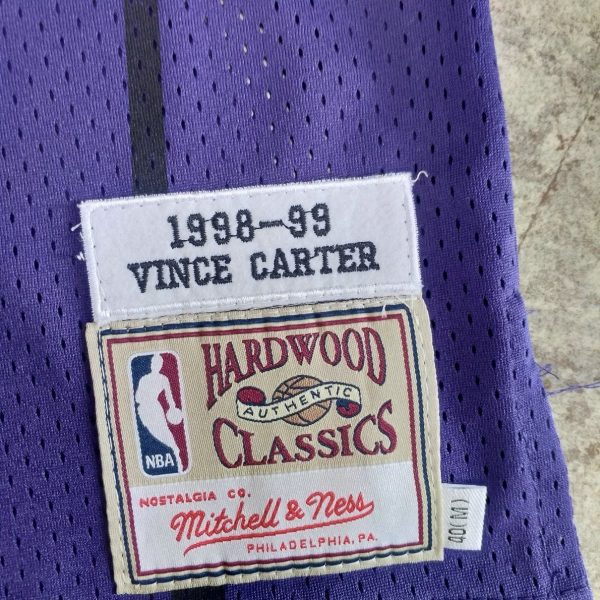 1998-99
VINCE CARTER
HARDWOOD
AUTHENTIC
CLASSICS
NBA
NOSTALGIA CO.
Mitchell & Ness
PHILADELPHIA, PA.
40(M)